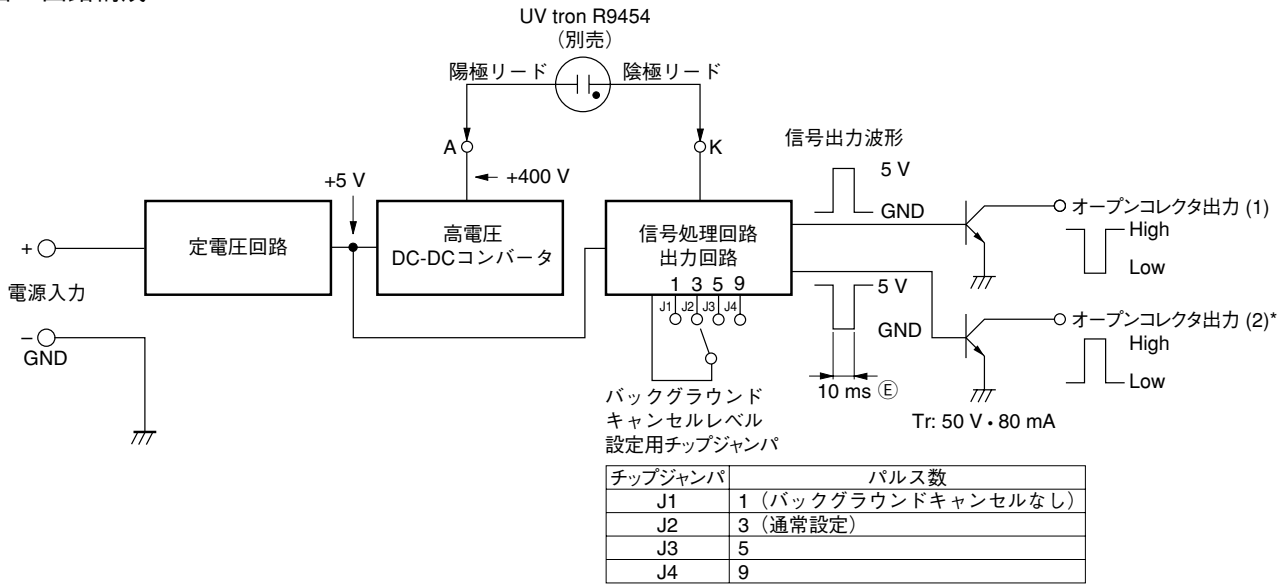 UV tron R9454
（別売）
陽極リード
陰極リード
A
K
+5 V
+400 V
信号出力波形
5 V
GND
定電圧回路
高電圧
DC-DCコンバータ
信号処理回路
出力回路
1 3 5 9
J1 J2 J3 J4
+
電源入力
−
GND
オープンコレクタ出力 (1)
High
Low
5 V
GND
10 ms Ⓔ
オープンコレクタ出力 (2)*
High
Low
Tr: 50 V・80 mA
バックグラウンド
キャンセルレベル
設定用チップジャンパ
チップジャンパ パルス数
J1 1（バックグラウンドキャンセルなし）
J2 3（通常設定）
J3 5
J4 9